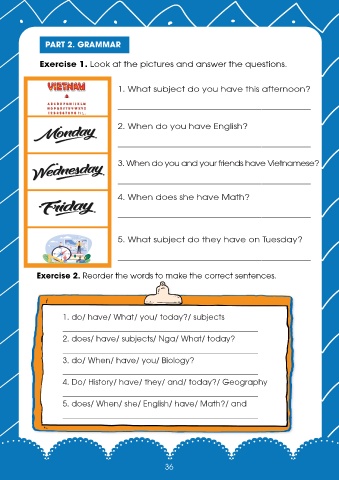 PART 2. GRAMMAR
Exercise 1. Look at the pictures and answer the questions.
VIETNAM
1. What subject do you have this afternoon?
Monday
2. When do you have English?
Wednesday
3. When do you and your friends have Vietnamese?
Friday
4. When does she have Math?
5. What subject do they have on Tuesday?
Exercise 2. Reorder the words to make the correct sentences.
1. do/ have/ What/ you/ today?/ subjects
2. does/ have/ subjects/ Nga/ What/ today?
3. do/ When/ have/ you/ Biology?
4. Do/ History/ have/ they/ and/ today?/ Geography
5. does/ When/ she/ English/ have/ Math?/ and
36